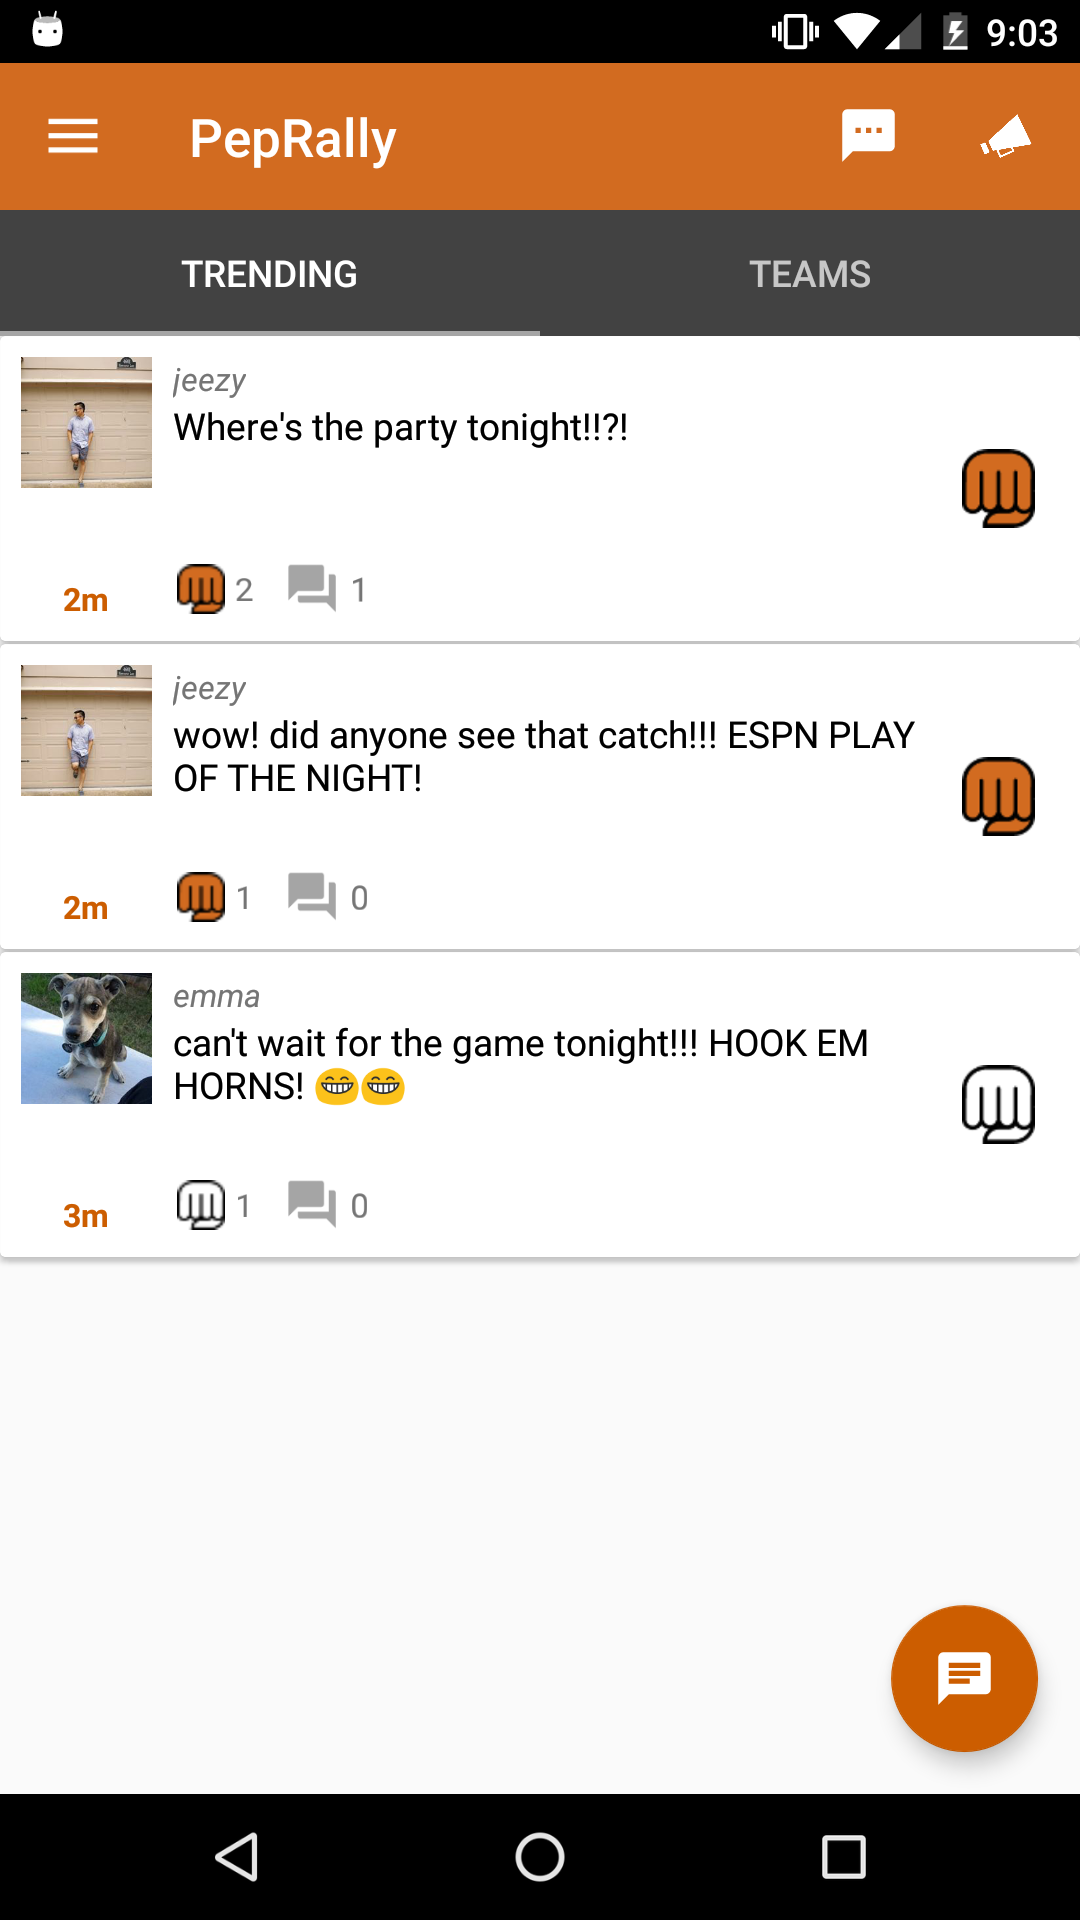 9:03
PepRally
TRENDING
TEAMS
jeezy
Where's the party tonight!!?!
2m
2
1
jeezy
wow! did anyone see that catch!!! ESPN PLAY
OF THE NIGHT!
2m
1
0
emma
can't wait for the game tonight!!! HOOK EM
HORNS! 😁😁
3m
1
0